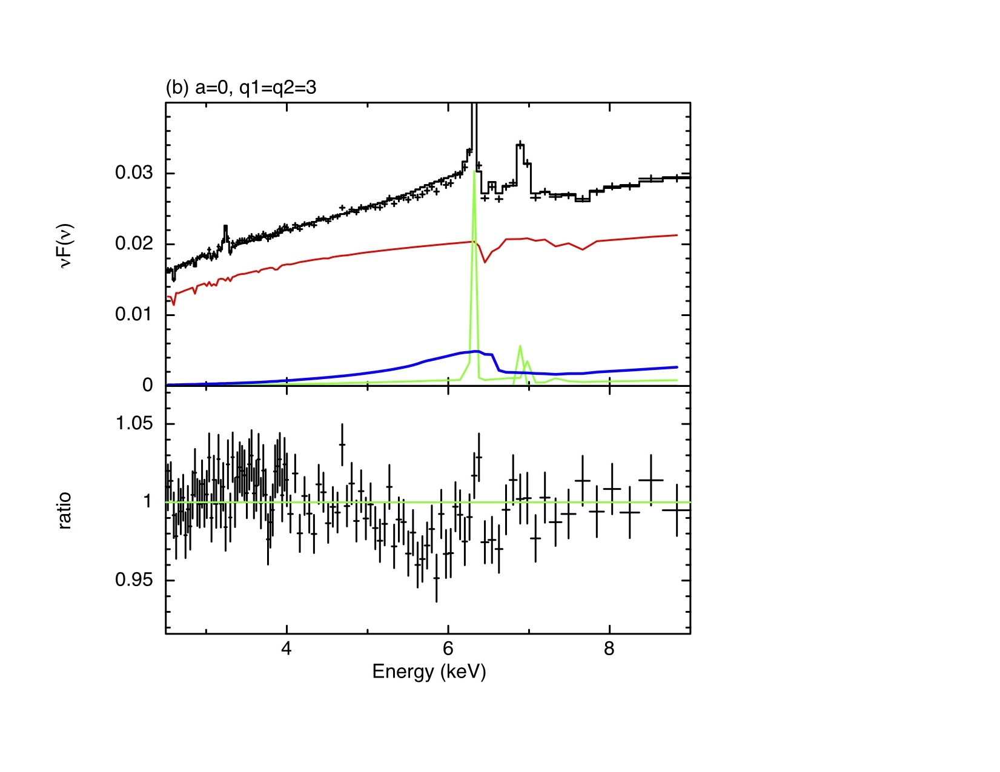 (b) a=0, q1=q2=3
νF(ν)
0.03
0.02
0.01
0
ratio
1.05
1
0.95
4 6 8
Energy (keV)